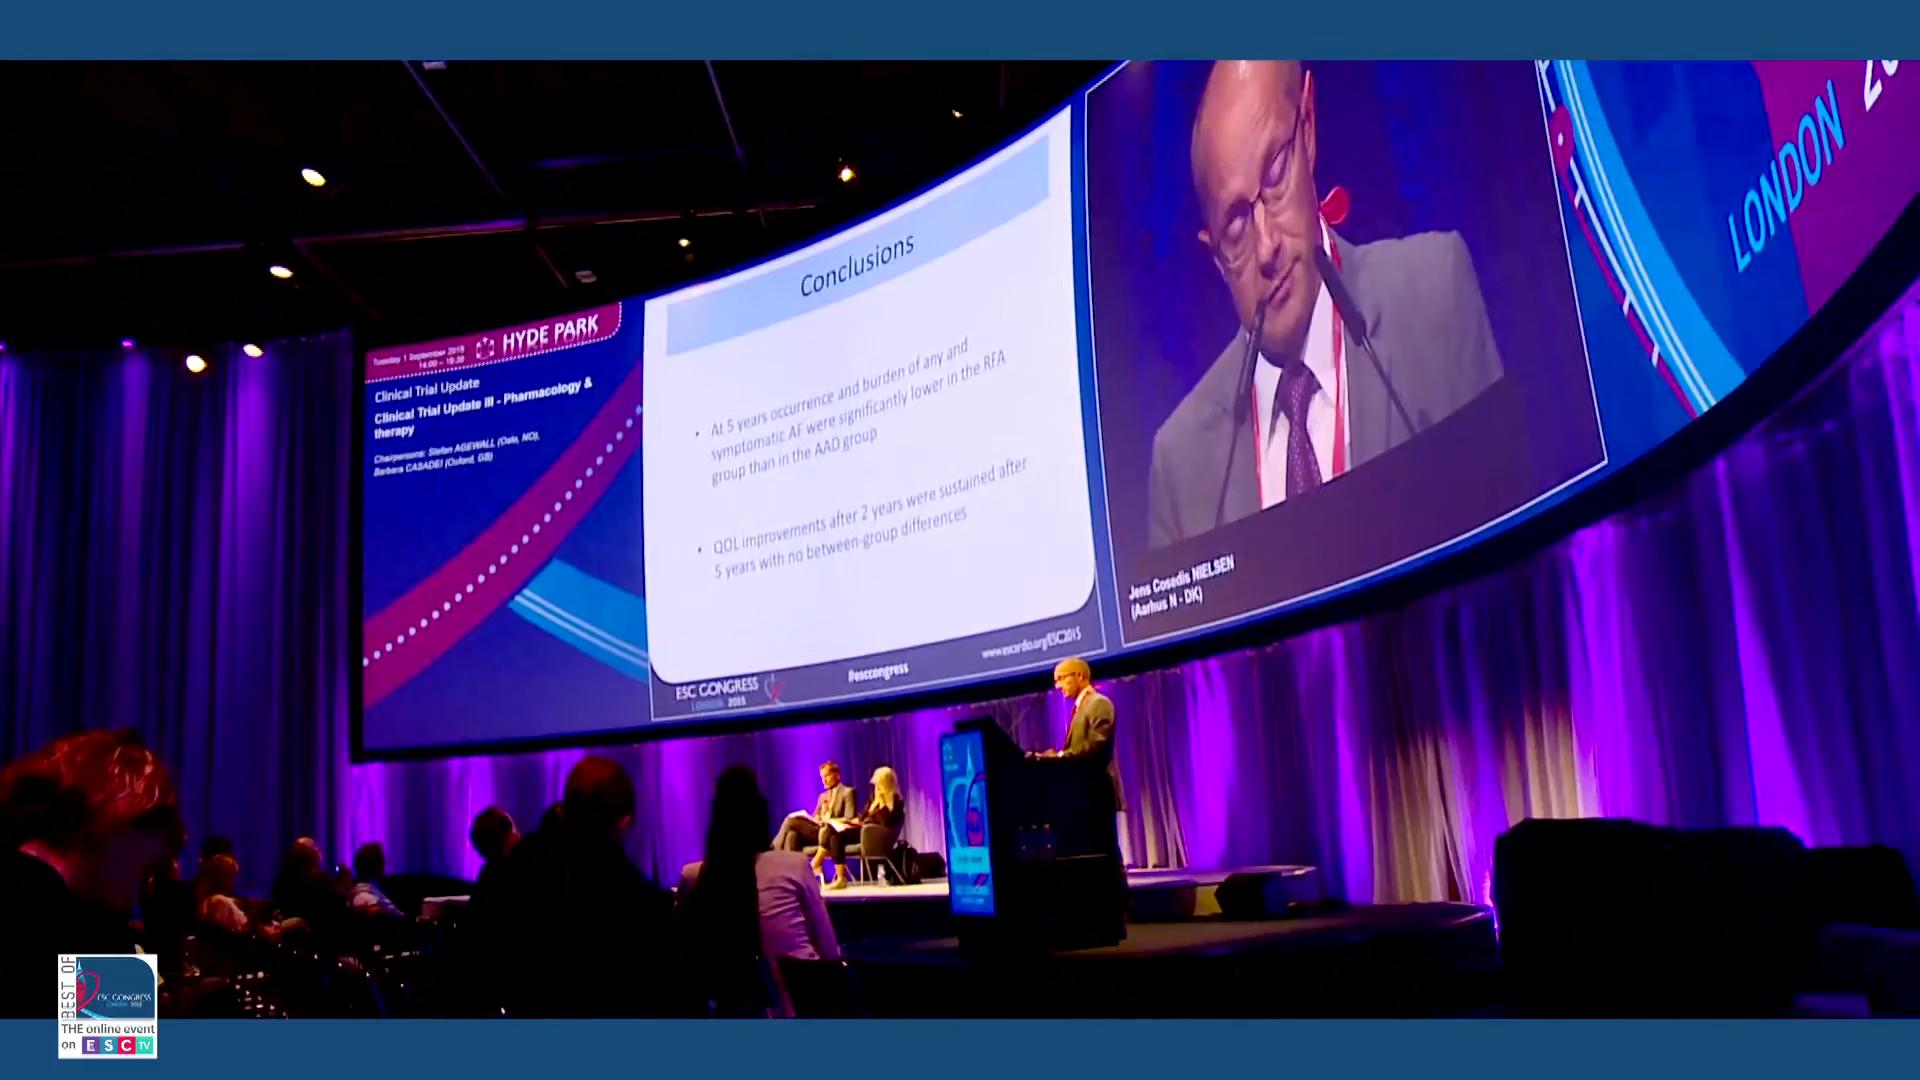 Tuesday 1 September 2015
HYDE PARK
Clinical Trial Update
Clinical Trial Update III - Pharmacology &
therapy
Chairpersons: Stefan AGEWALL (Oslo, NO),
Barbara CASADEI (Oxford, GB)
Conclusions
• At 5 years occurrence and burden of any and
symptomatic AF were significantly lower in the RFA
group than in the AAD group
• QOL improvements after 2 years were sustained after
5 years with no between-group differences
ESC CONGRESS
LONDON 2015
#esccongress
www.escardio.org/ESC2015
Jens Cosedis NIELSEN
(Aarhus N - DK)
LONDON
BEST OF
ESC CONGRESS
LONDON 2015
THE online event
on ESC TV